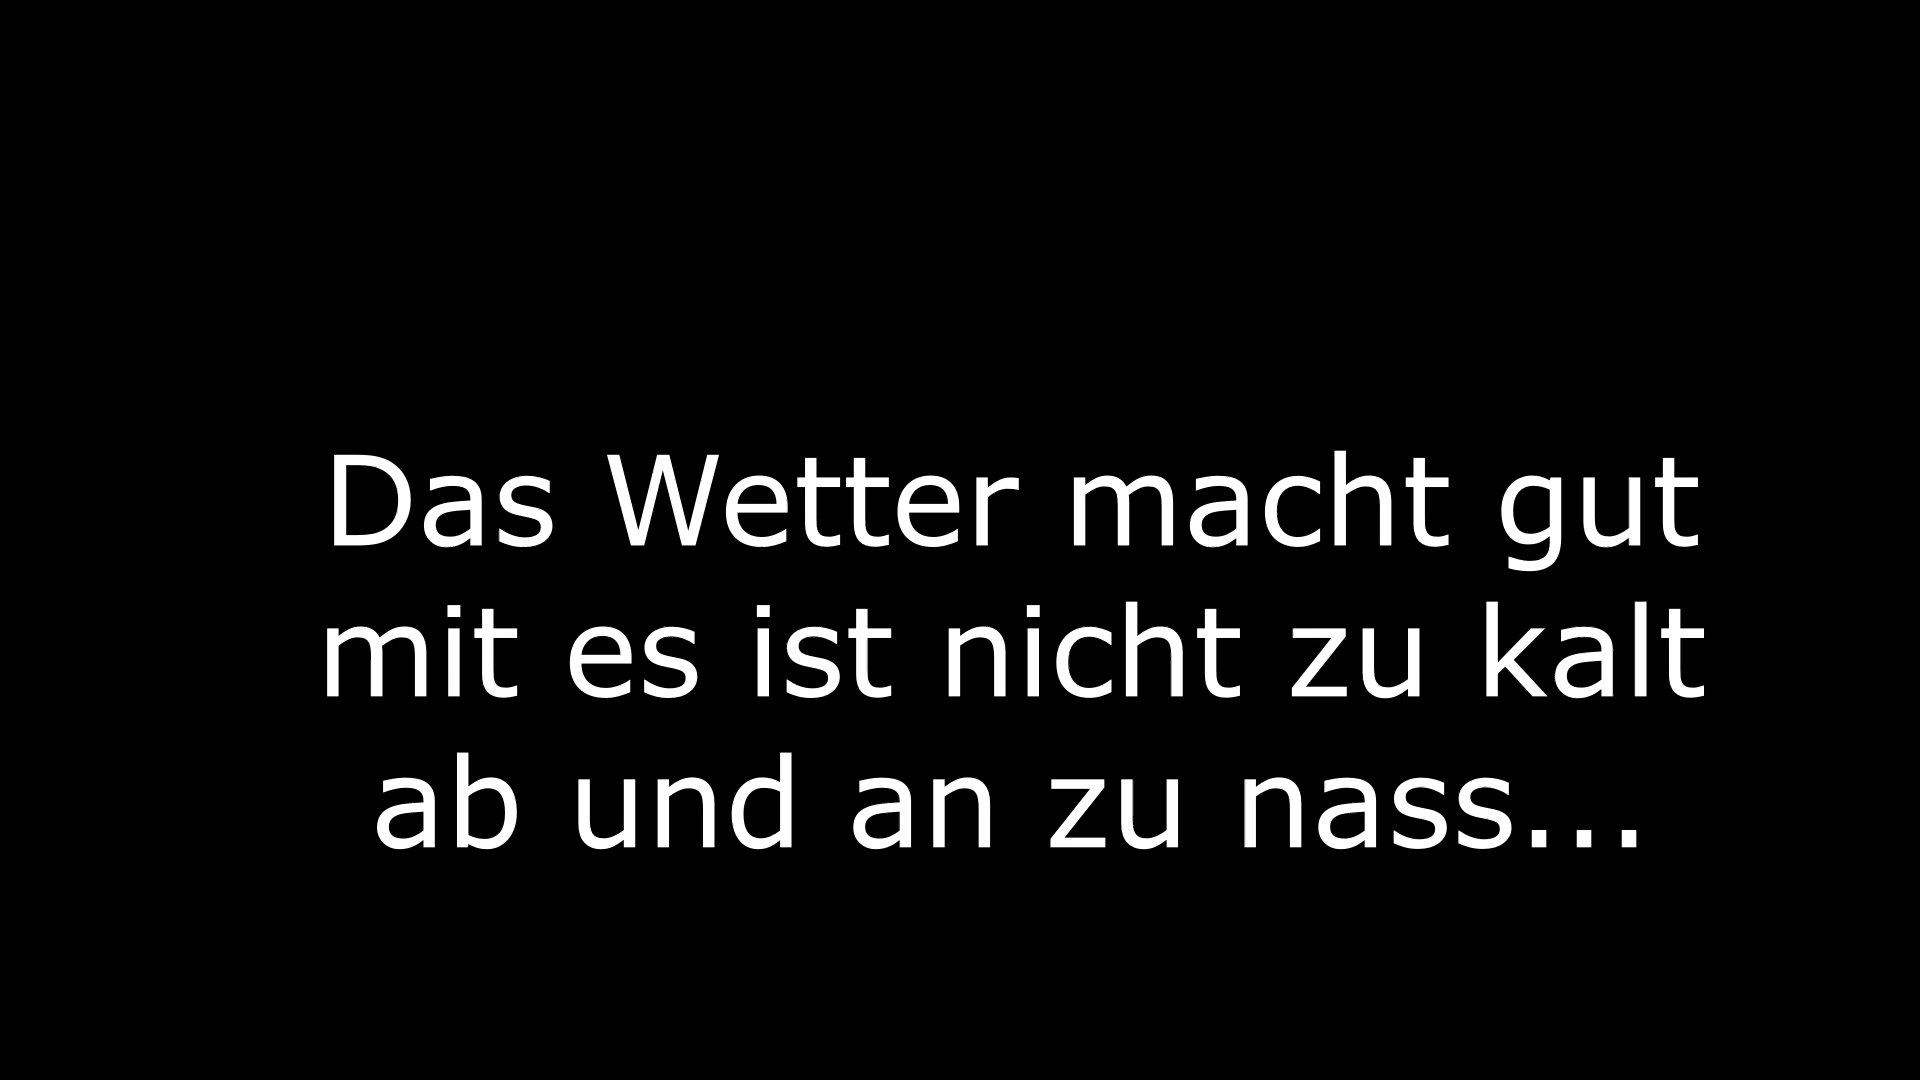 Das Wetter macht gut
mit es ist nicht zu kalt
ab und an zu nass...